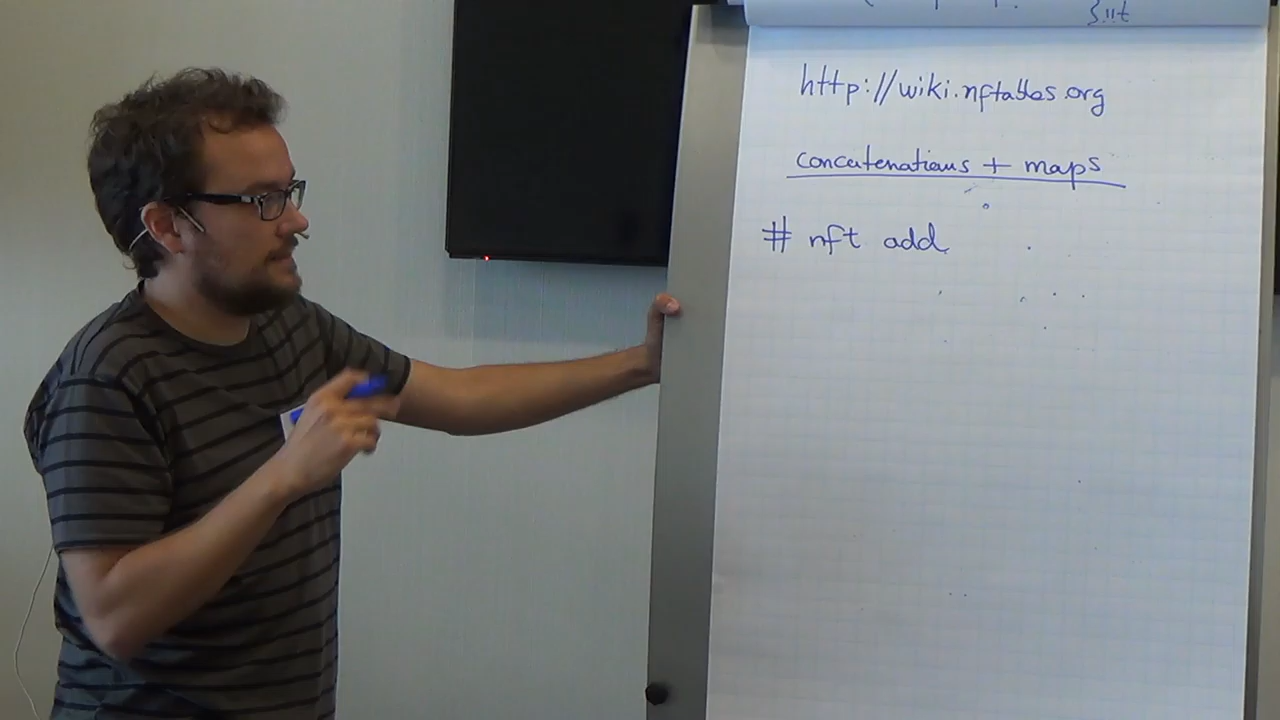 http://wiki.nftables.org
concatenations + maps
# nft add